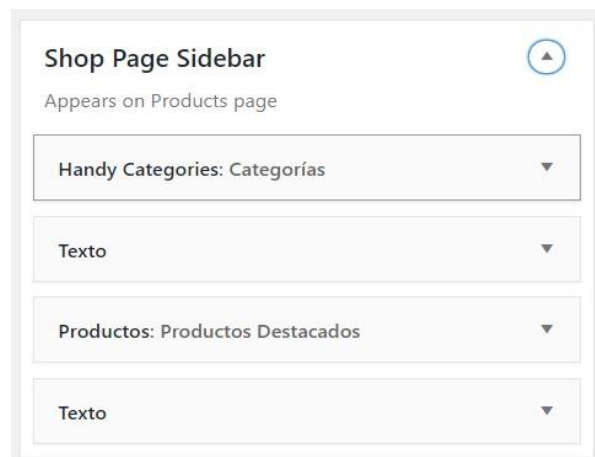 Shop Page Sidebar
Appears on Products page
Handy Categories: Categorías
Texto
Productos: Productos Destacados
Texto